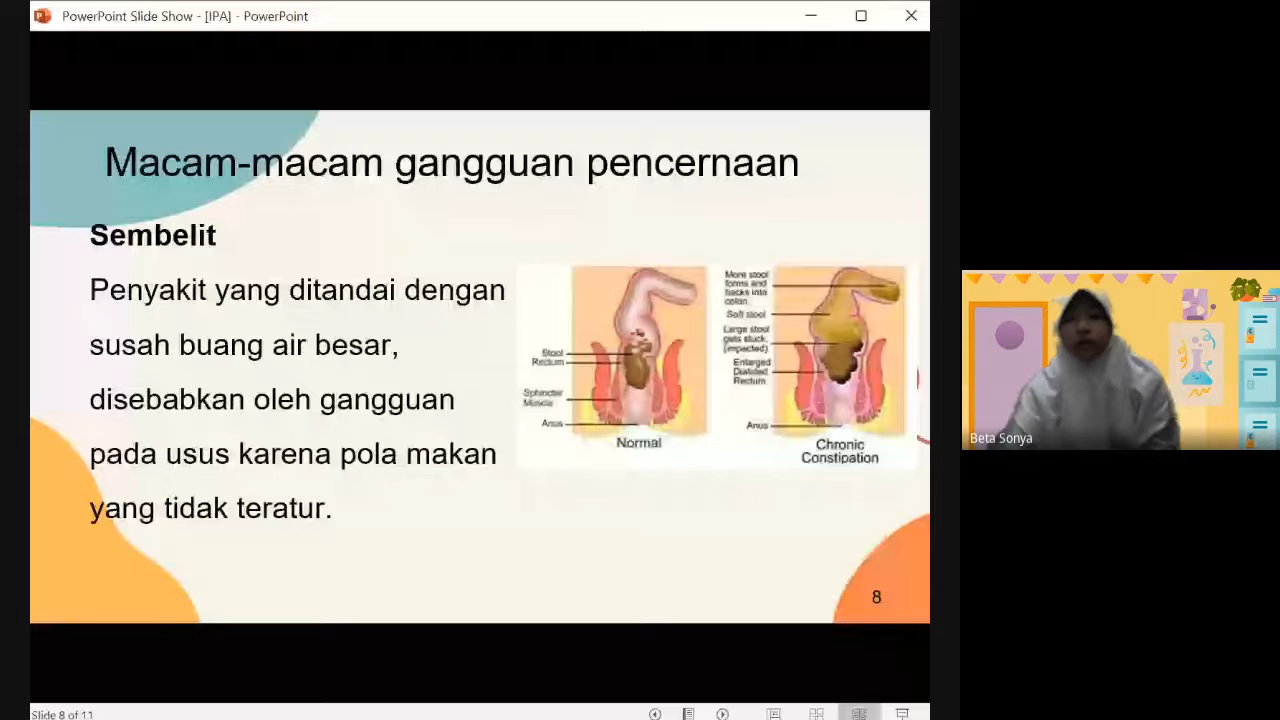 PowerPoint Slide Show - [IPA] - PowerPoint
Macam-macam gangguan pencernaan
Sembelit
Penyakit yang ditandai dengan
susah buang air besar,
disebabkan oleh gangguan
pada usus karena pola makan
yang tidak teratur.
Stool
Rectum
Sphincter
Muscle
Anus
Normal
More stool
forms and
backs into
colon.
Soft stool
Large stool
gets stuck.
(impacted)
Enlarged
Distated
Rectum
Anus
Chronic
Constipation
8
Beta Sonya
Slide 8 of 11